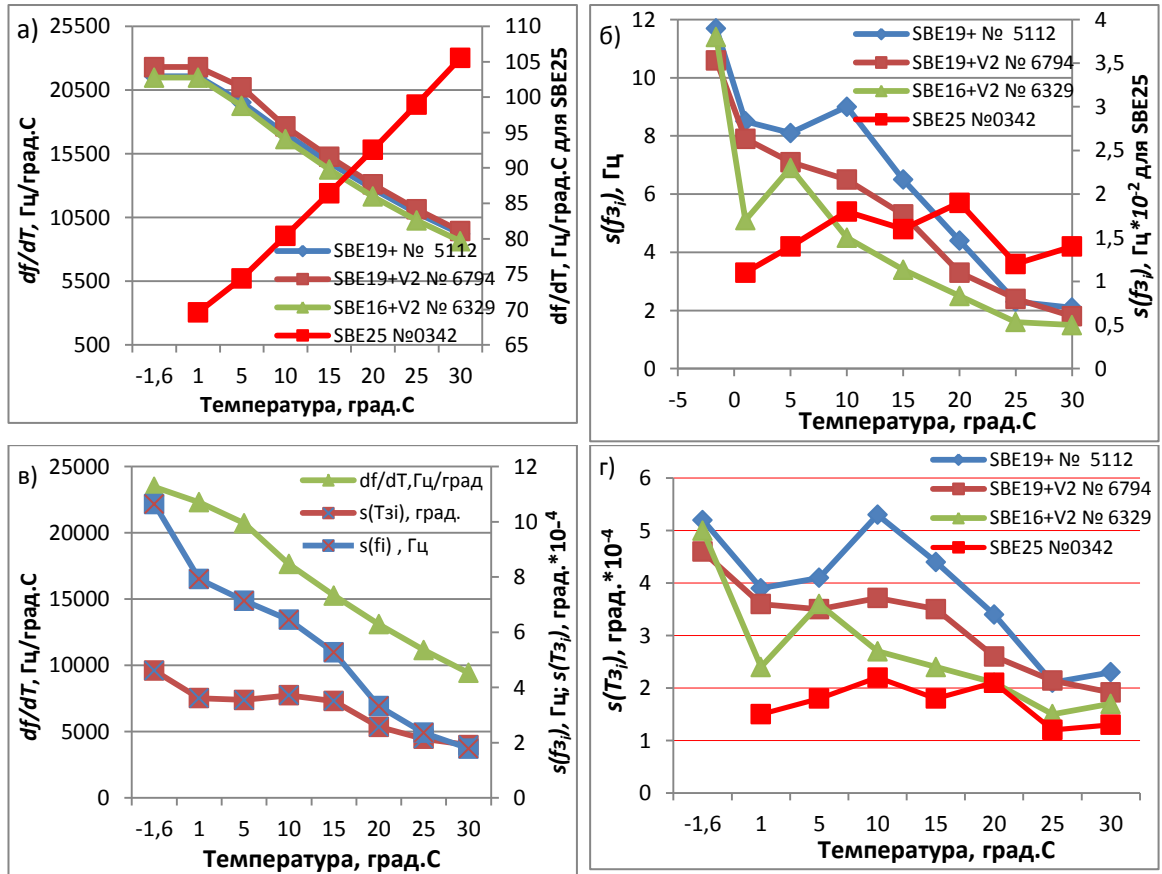 а)
25500
20500
15500
10500
5500
500
df/dT, Гц/град.С
110
105
100
95
90
85
80
75
70
65
df/dT, Гц/град.С для SBE25
SBE19+ № 5112
SBE19+V2 № 6794
SBE16+V2 № 6329
SBE25 №0342
-1,6 1 5 10 15 20 25 30
Температура, град.С
б)
12
10
8
6
4
2
0
s(fзi), Гц
4
3,5
3
2,5
2
1,5
1
0,5
0
s(fзi), Гц*10-2 для SBE25
SBE19+ № 5112
SBE19+V2 № 6794
SBE16+V2 № 6329
SBE25 №0342
-5 0 5 10 15 20 25 30
Температура, град.С
в)
25000
20000
15000
10000
5000
0
df/dT, Гц/град.С
12
10
8
6
4
2
0
s(fзi), Гц; s(Tзi), град.*10-4
df/dT,Гц/град
s(Tзi), град.
s(fi) , Гц
-1,6 1 5 10 15 20 25 30
Температура, град.С
г)
6
5
4
3
2
1
0
s(Tзi), град.*10-4
SBE19+ № 5112
SBE19+V2 № 6794
SBE16+V2 № 6329
SBE25 №0342
-1,6 1 5 10 15 20 25 30
Температура, град.С